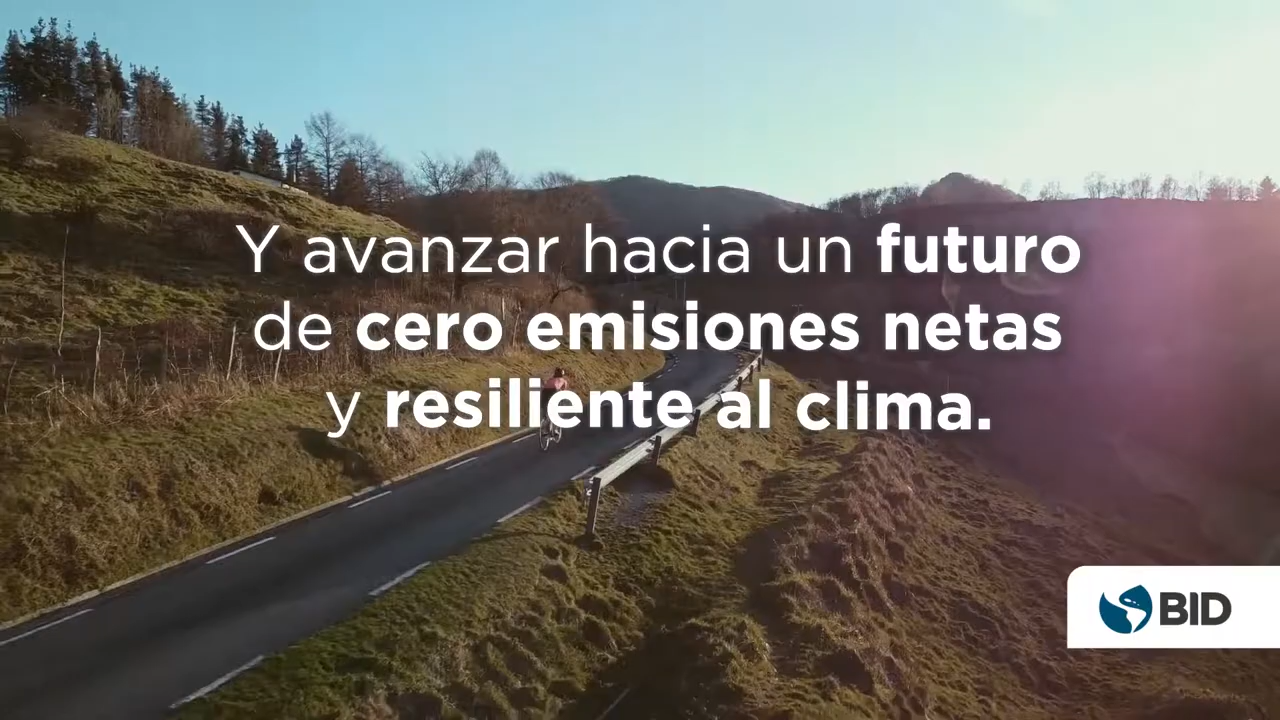 Y avanzar hacia un futuro
de cero emisiones netas
y resiliente al clima.
BID